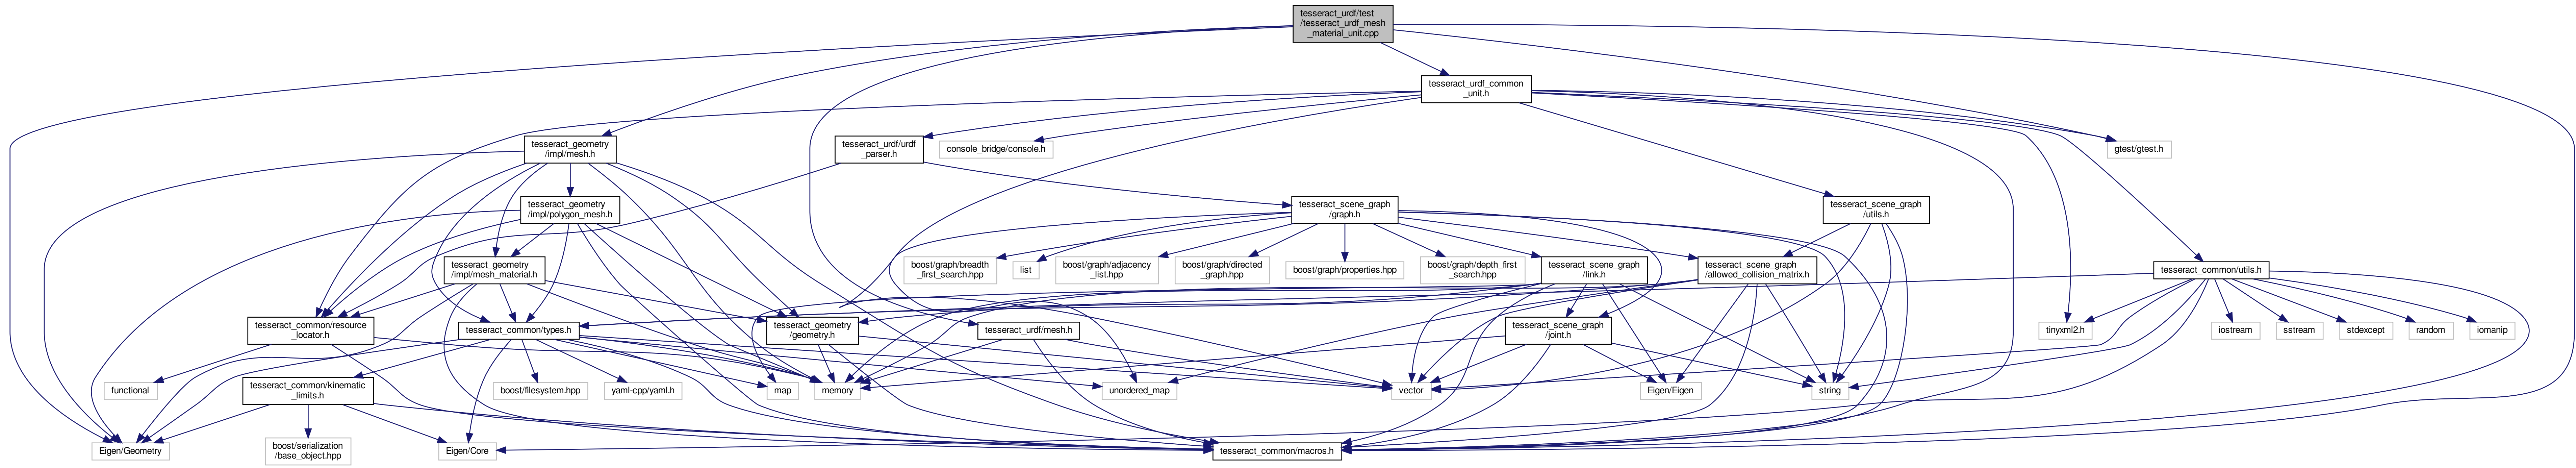 tesseract_urdf/test
/tesseract_urdf_mesh
_material_unit.cpp
tesseract_urdf_common
_unit.h
tesseract_geometry
/impl/mesh.h
tesseract_urdf/urdf
_parser.h
console_bridge/console.h
gtest/gtest.h
tesseract_geometry
/impl/polygon_mesh.h
tesseract_scene_graph
/graph.h
tesseract_scene_graph
/utils.h
tesseract_geometry
/impl/mesh_material.h
boost/graph/breadth
_first_search.hpp
list
boost/graph/adjacency
_list.hpp
boost/graph/directed
_graph.hpp
boost/graph/properties.hpp
boost/graph/depth_first
_search.hpp
tesseract_scene_graph
/link.h
tesseract_scene_graph
/allowed_collision_matrix.h
tesseract_common/utils.h
tesseract_common/resource
_locator.h
tesseract_common/types.h
tesseract_geometry
/geometry.h
tesseract_urdf/mesh.h
tesseract_scene_graph
/joint.h
tinyxml2.h
iostream
sstream
stdexcept
random
iomanip
functional
tesseract_common/kinematic
_limits.h
boost/filesystem.hpp
yaml-cpp/yaml.h
map
memory
unordered_map
vector
Eigen/Eigen
string
Eigen/Geometry
boost/serialization
/base_object.hpp
Eigen/Core
tesseract_common/macros.h